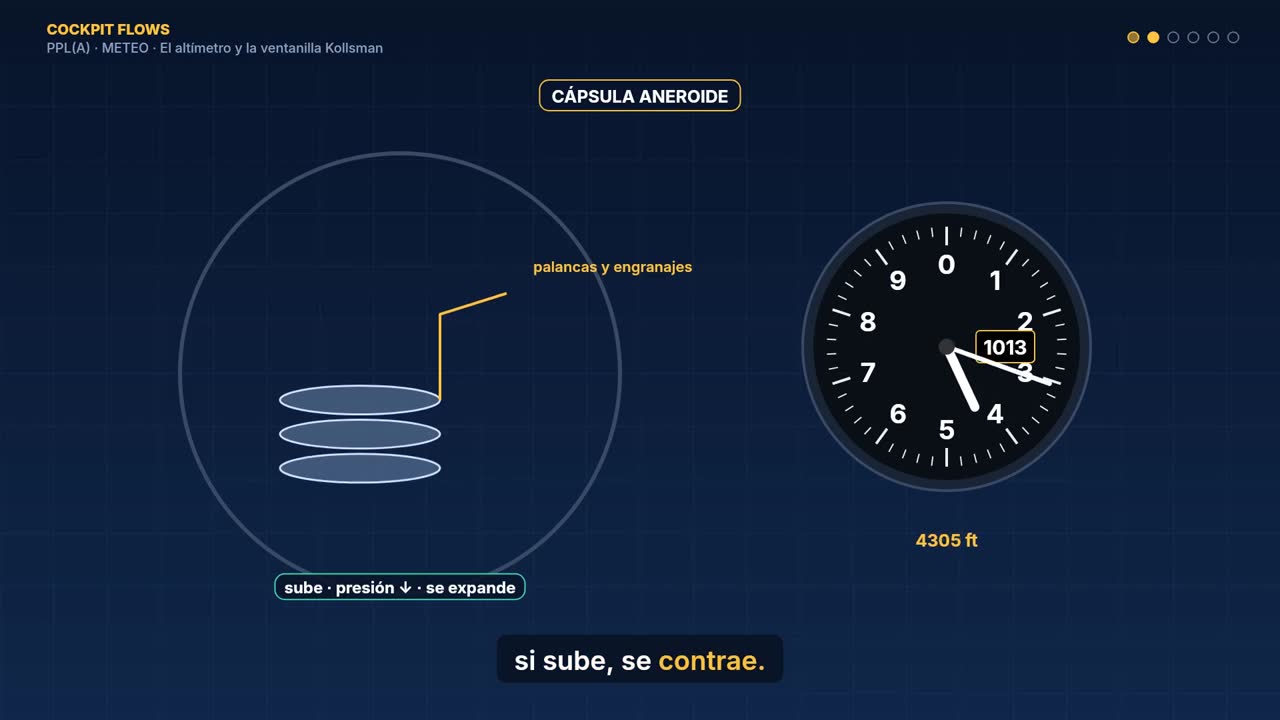 COCKPIT FLOWS
PPL(A) · METEO · El altímetro y la ventanilla Kollsman
CÁPSULA ANEROIDE
palancas y engranajes
0
1
2
3
4
5
6
7
8
9
1013
4305 ft
sube · presión ↓ · se expande
si sube, se contrae.